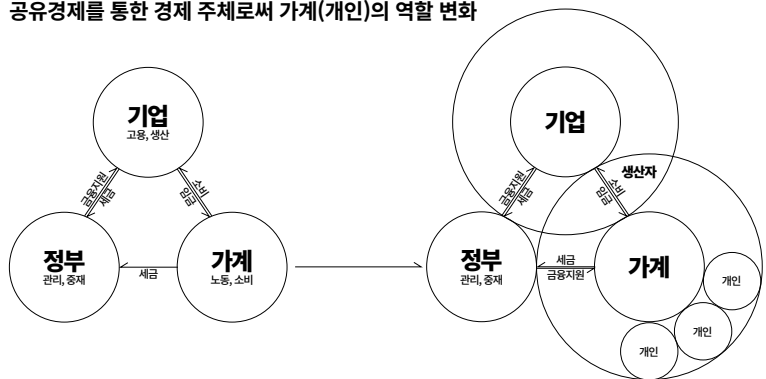 공유경제를 통한 경제 주체로써 가계(개인)의 역할 변화
기업
고용, 생산
금융지원
세금
소비
임금
정부
관리, 중재
세금
가계
노동, 소비
기업
생산자
금융지원
세금
소비
임금
정부
관리, 중재
세금
금융지원
가계
개인
개인
개인